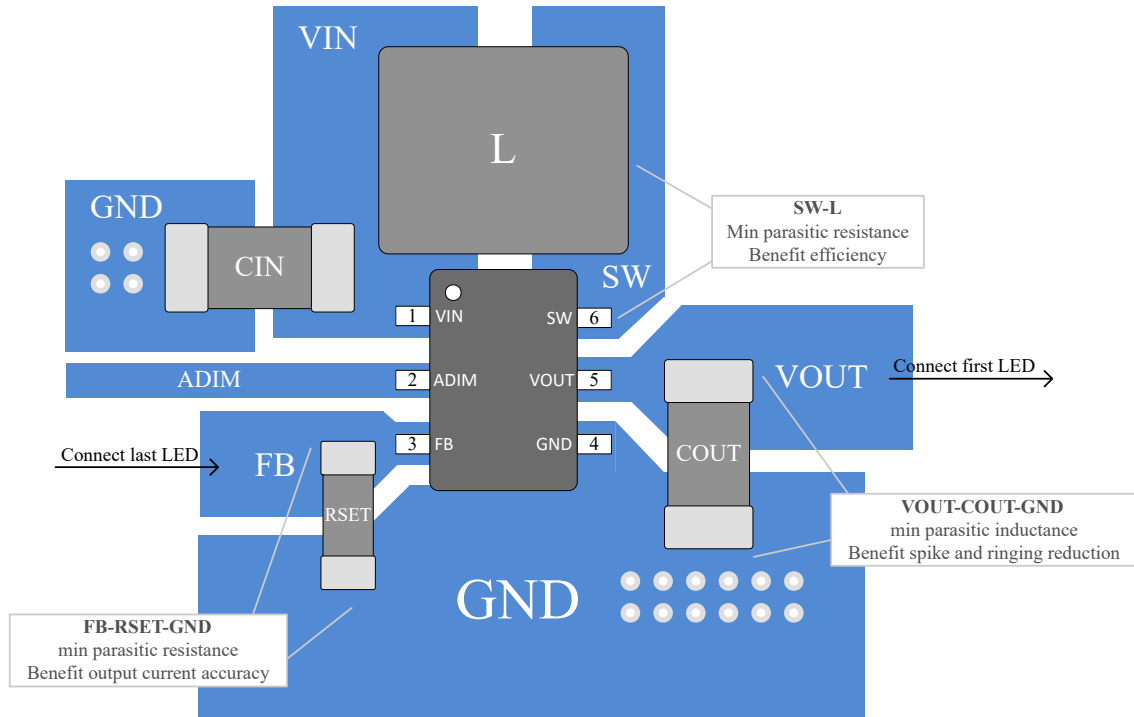 VIN
L
GND
CIN
SW-L
Min parasitic resistance
Benefit efficiency
SW
1 VIN
SW 6
ADIM
2 ADIM
VOUT 5
VOUT
Connect first LED
3 FB
GND 4
Connect last LED
FB
COUT
RSET
VOUT-COUT-GND
min parasitic inductance
Benefit spike and ringing reduction
GND
FB-RSET-GND
min parasitic resistance
Benefit output current accuracy